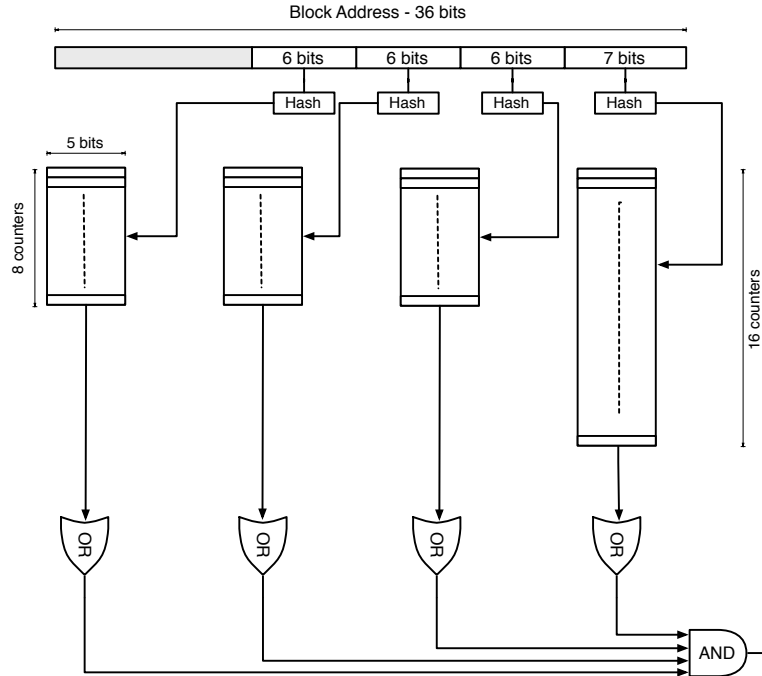 Block Address - 36 bits
6 bits
6 bits
6 bits
7 bits
Hash
Hash
Hash
Hash
5 bits
8 counters
16 counters
OR
OR
OR
OR
AND